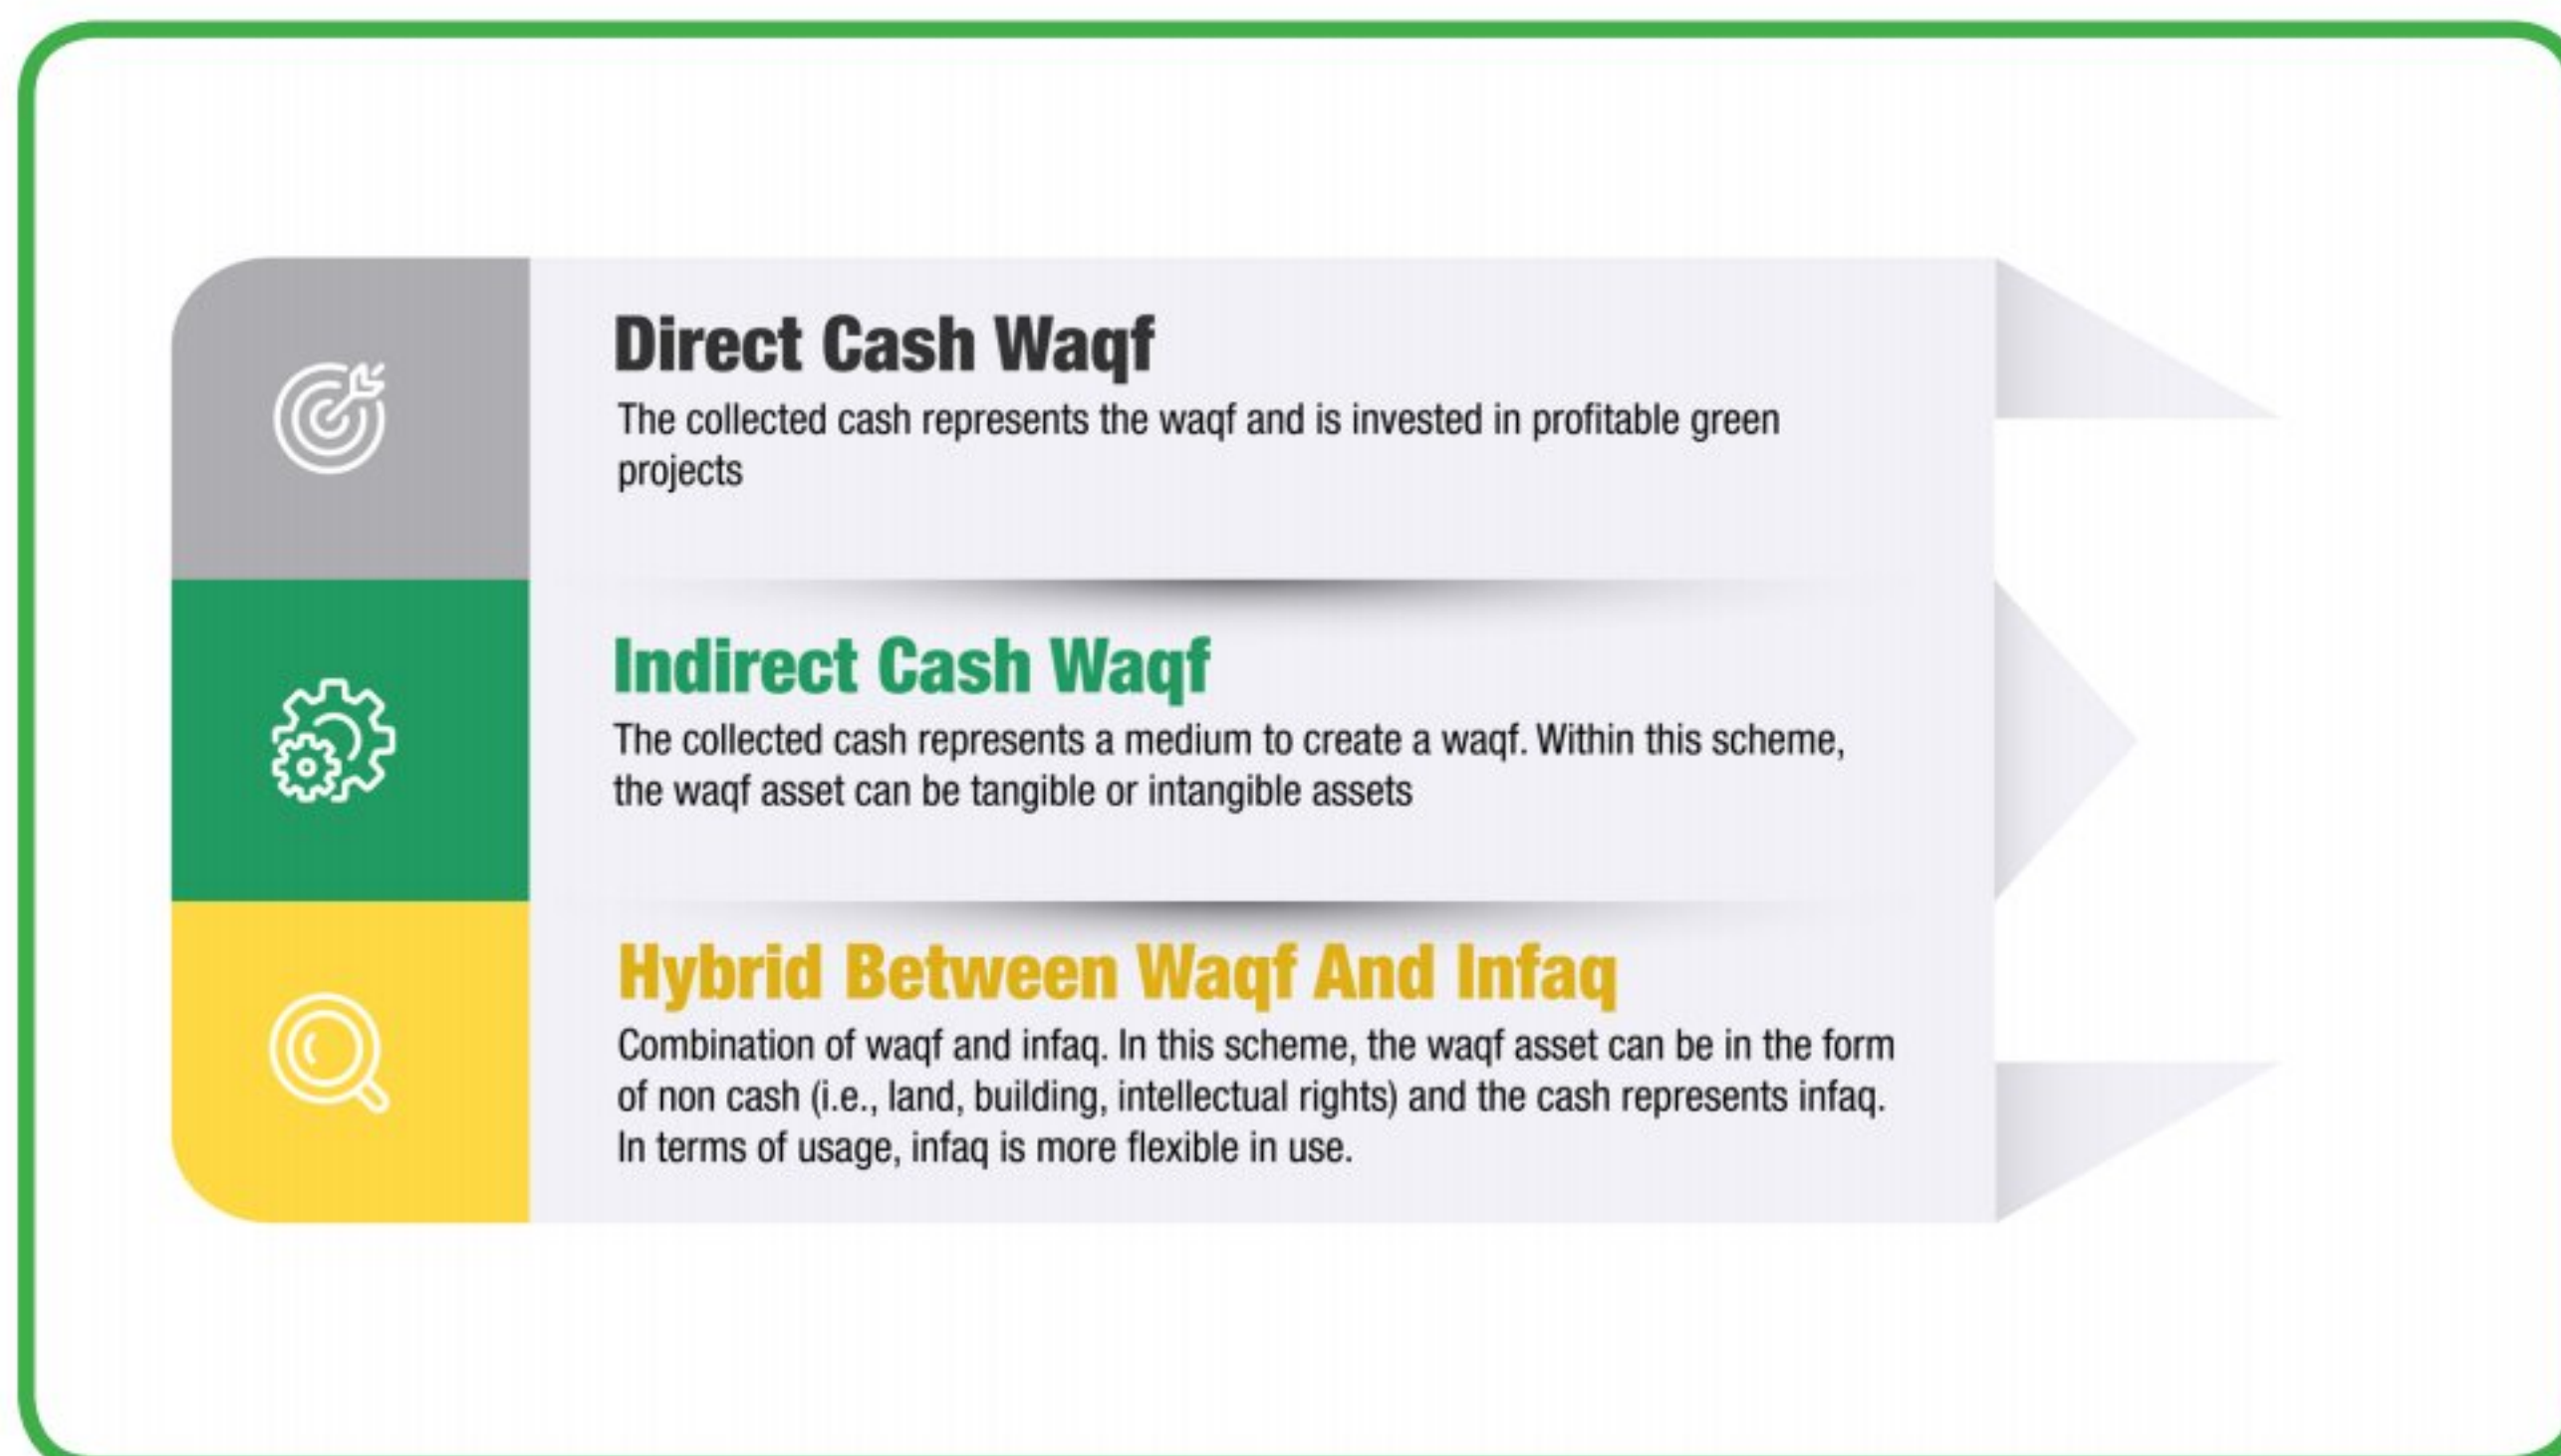 Direct Cash Waqf
The collected cash represents the waqf and is invested in profitable green
projects
Indirect Cash Waqf
The collected cash represents a medium to create a waqf. Within this scheme,
the waqf asset can be tangible or intangible assets
Hybrid Between Waqf And Infaq
Combination of waqf and infaq. In this scheme, the waqf asset can be in the form
of non cash (i.e., land, building, intellectual rights) and the cash represents infaq.
In terms of usage, infaq is more flexible in use.